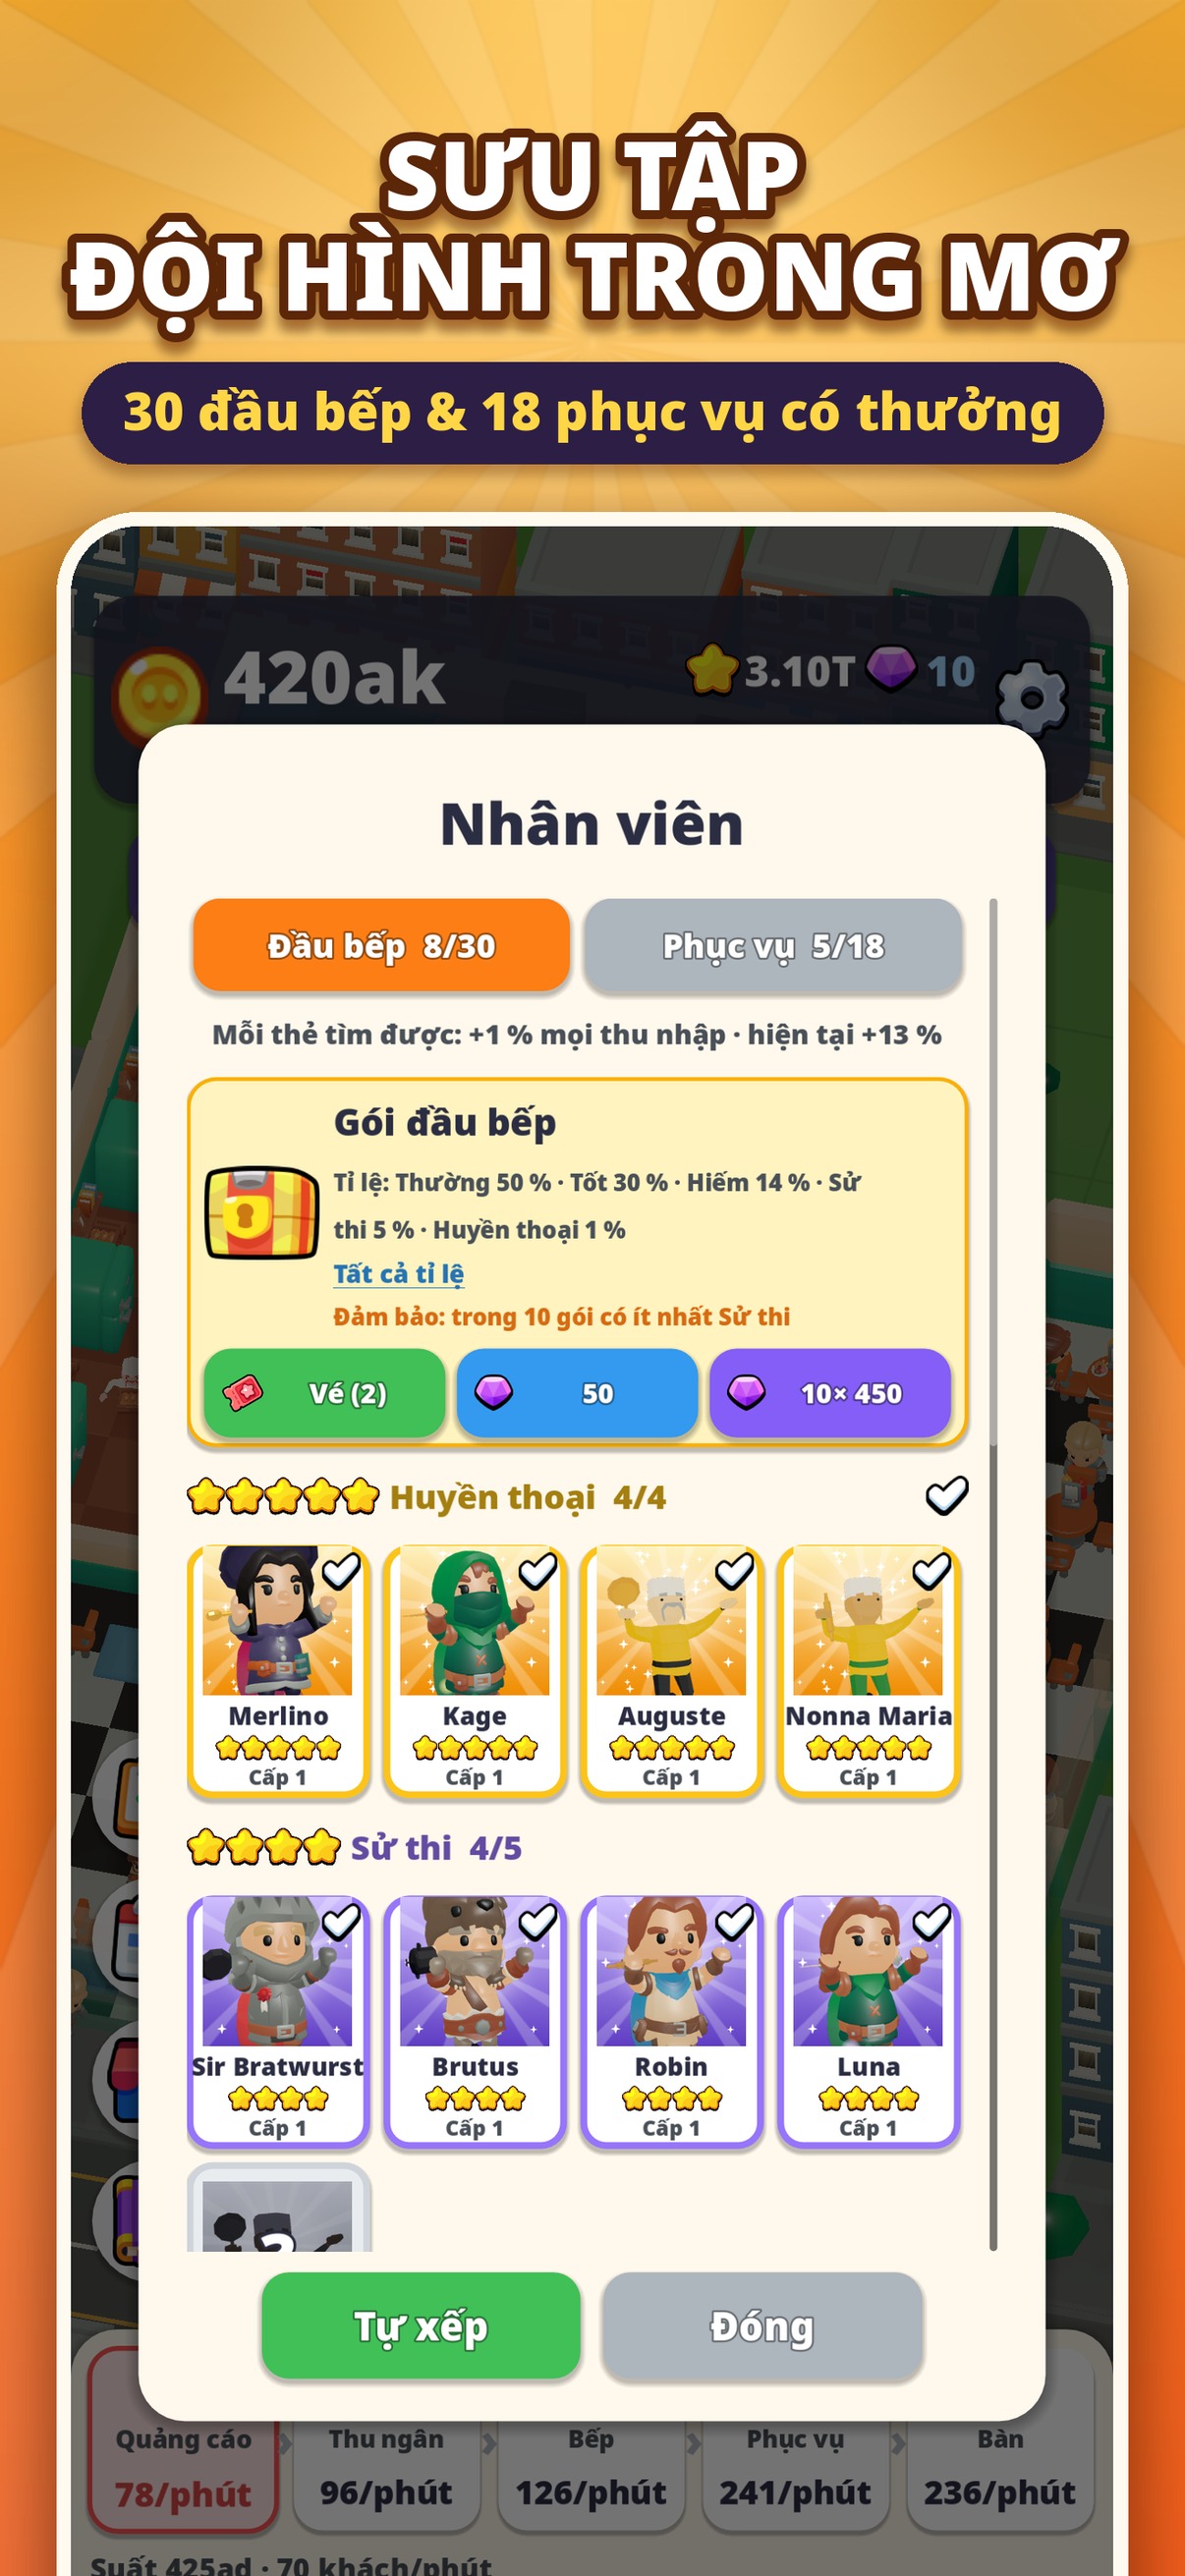 SƯU TẬP
ĐỘI HÌNH TRONG MƠ
30 đầu bếp & 18 phục vụ có thưởng
420ak 3.10T 10
Nhân viên
Đầu bếp 8/30 Phục vụ 5/18
Mỗi thẻ tìm được: +1 % mọi thu nhập · hiện tại +13 %
Gói đầu bếp
Tỉ lệ: Thường 50 % · Tốt 30 % · Hiếm 14 % · Sử
thi 5 % · Huyền thoại 1 %
Tất cả tỉ lệ
Đảm bảo: trong 10 gói có ít nhất Sử thi
Vé (2) 50 10× 450
Huyền thoại 4/4
Merlino Kage Auguste Nonna Maria
Cấp 1 Cấp 1 Cấp 1 Cấp 1
Sử thi 4/5
Sir Bratwurst Brutus Robin Luna
Cấp 1 Cấp 1 Cấp 1 Cấp 1
?
Tự xếp Đóng
Quảng cáo Thu ngân Bếp Phục vụ Bàn
78/phút 96/phút 126/phút 241/phút 236/phút
Suất 425ad · 70 khách/phút